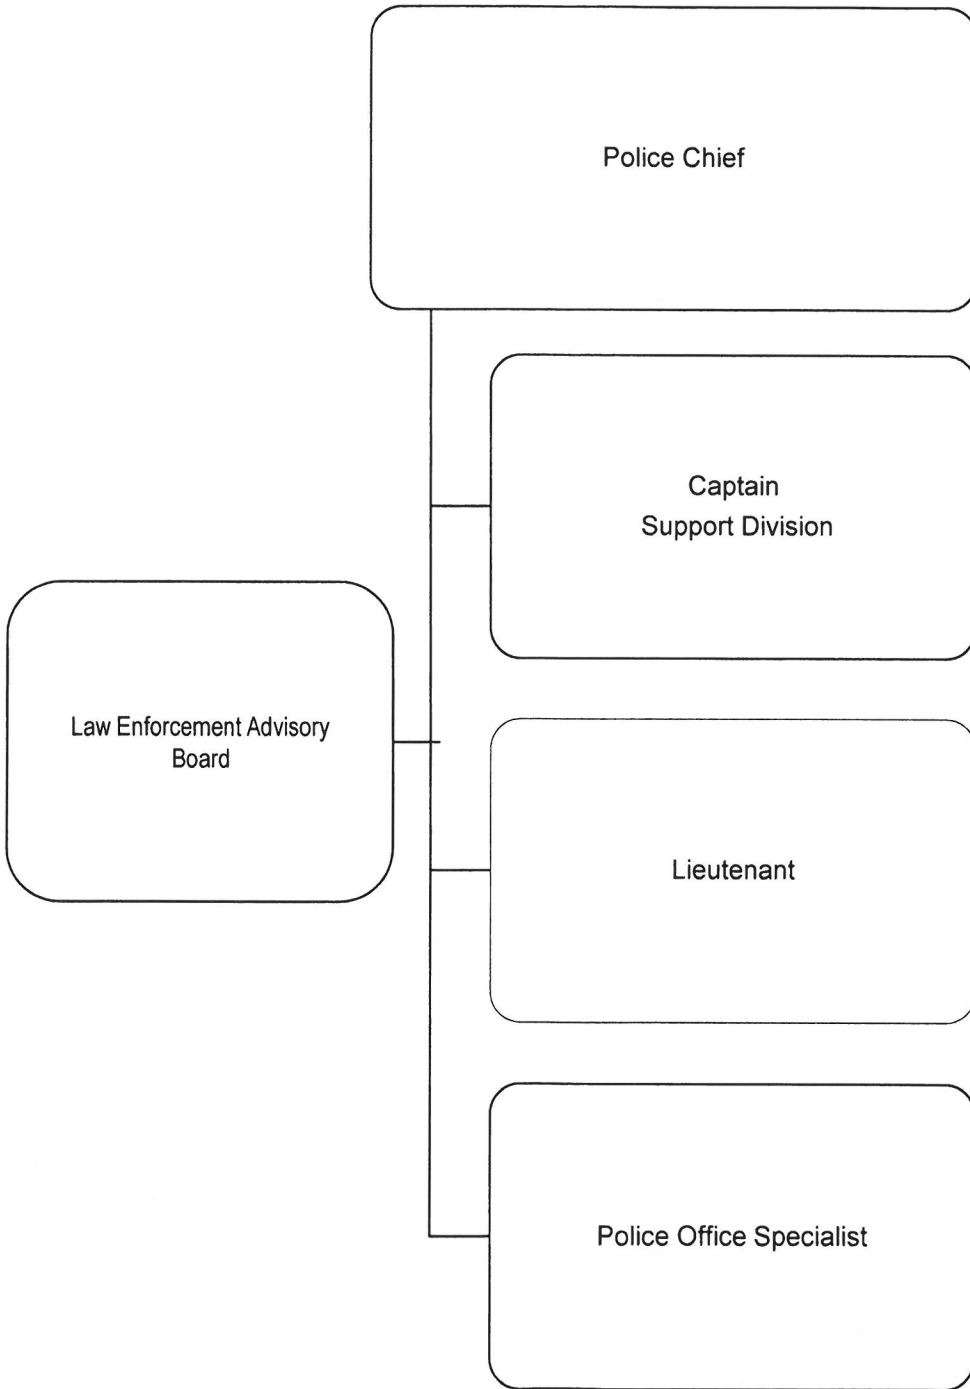 Police Chief
Captain
Support Division
Law Enforcement Advisory
Board
Lieutenant
Police Office Specialist